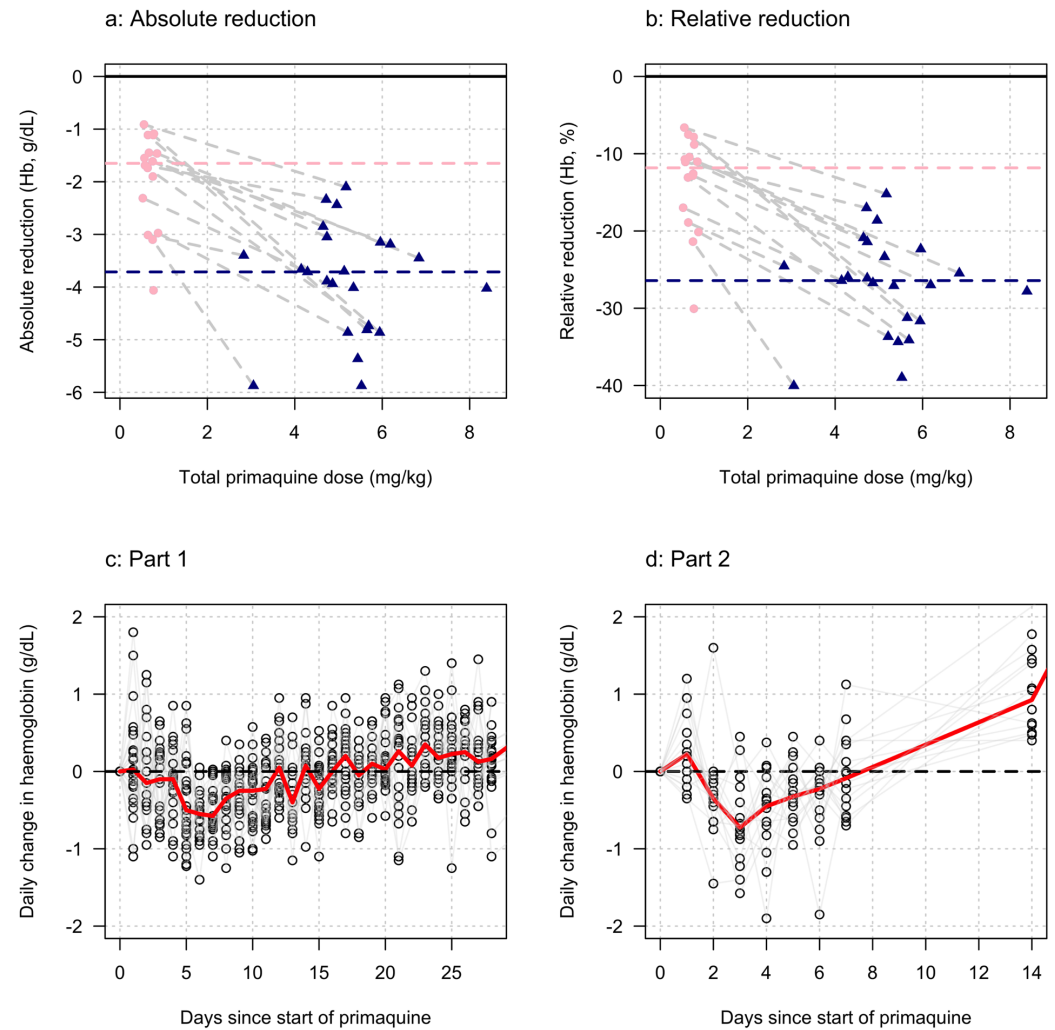 a: Absolute reduction
Absolute reduction (Hb, g/dL)
0
-1
-2
-3
-4
-5
-6
0 2 4 6 8
Total primaquine dose (mg/kg)
b: Relative reduction
Relative reduction (Hb, %)
0
-10
-20
-30
-40
0 2 4 6 8
Total primaquine dose (mg/kg)
c: Part 1
Daily change in haemoglobin (g/dL)
2
1
0
-1
-2
0 5 10 15 20 25
Days since start of primaquine
d: Part 2
Daily change in haemoglobin (g/dL)
2
1
0
-1
-2
0 2 4 6 8 10 12 14
Days since start of primaquine